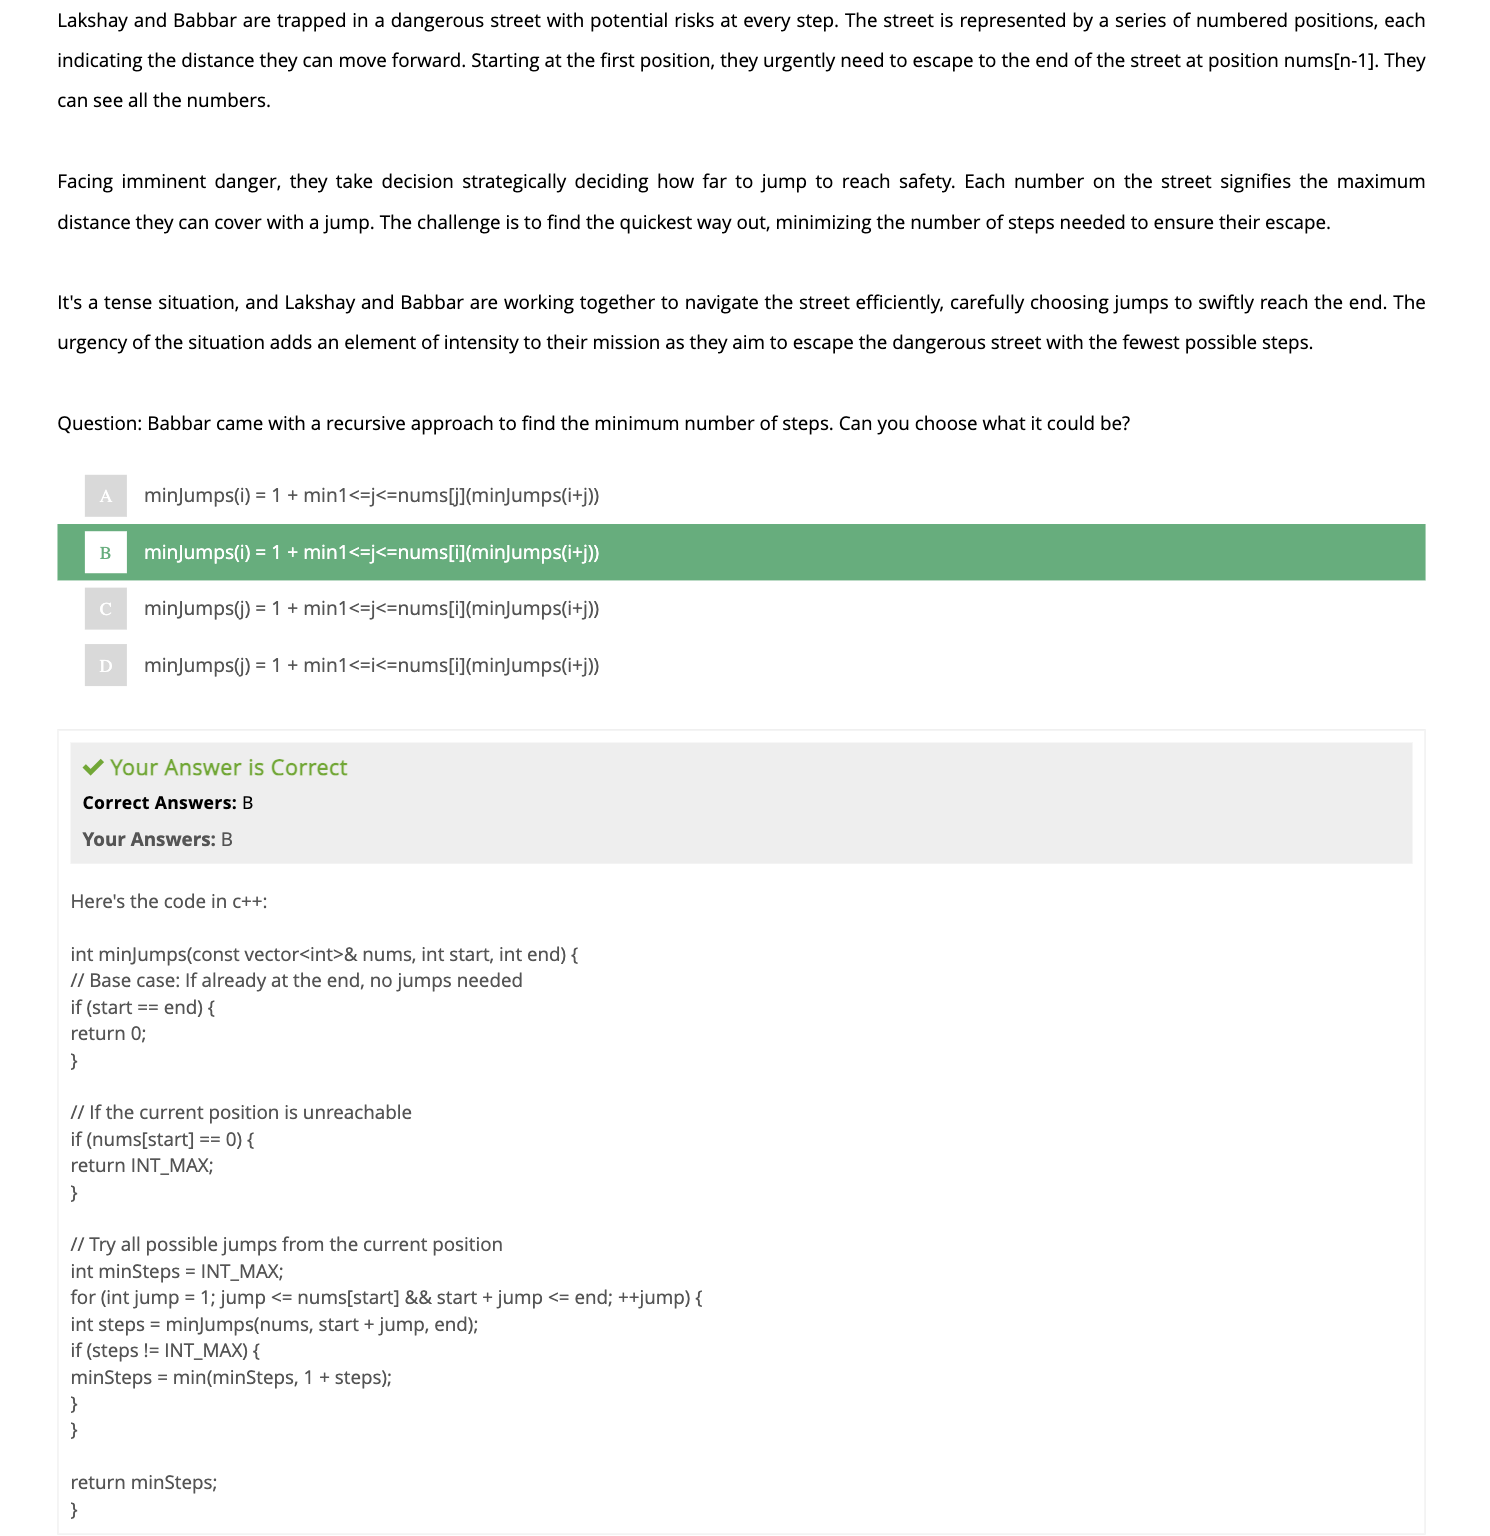 Lakshay and Babbar are trapped in a dangerous street with potential risks at every step. The street is represented by a series of numbered positions, each
indicating the distance they can move forward. Starting at the first position, they urgently need to escape to the end of the street at position nums[n-1]. They
can see all the numbers.
Facing imminent danger, they take decision strategically deciding how far to jump to reach safety. Each number on the street signifies the maximum
distance they can cover with a jump. The challenge is to find the quickest way out, minimizing the number of steps needed to ensure their escape.
It's a tense situation, and Lakshay and Babbar are working together to navigate the street efficiently, carefully choosing jumps to swiftly reach the end. The
urgency of the situation adds an element of intensity to their mission as they aim to escape the dangerous street with the fewest possible steps.
Question: Babbar came with a recursive approach to find the minimum number of steps. Can you choose what it could be?
A minJumps(i) = 1 + min1<=j<=nums[j](minJumps(i+j))
B minJumps(i) = 1 + min1<=j<=nums[i](minJumps(i+j))
C minJumps(j) = 1 + min1<=j<=nums[i](minJumps(i+j))
D minJumps(j) = 1 + min1<=i<=nums[i](minJumps(i+j))
✔ Your Answer is Correct
Correct Answers: B
Your Answers: B
Here's the code in c++:
int minJumps(const vector<int>& nums, int start, int end) {
// Base case: If already at the end, no jumps needed
if (start == end) {
return 0;
}
// If the current position is unreachable
if (nums[start] == 0) {
return INT_MAX;
}
// Try all possible jumps from the current position
int minSteps = INT_MAX;
for (int jump = 1; jump <= nums[start] && start + jump <= end; ++jump) {
int steps = minJumps(nums, start + jump, end);
if (steps != INT_MAX) {
minSteps = min(minSteps, 1 + steps);
}
}
return minSteps;
}